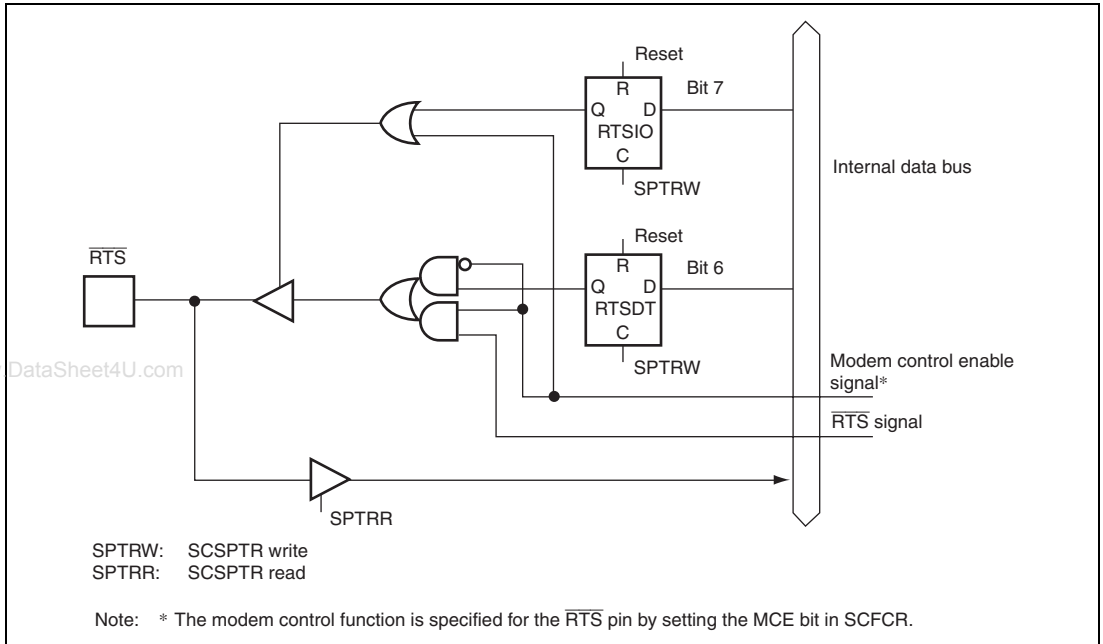 Reset
R
Bit 7
Q D
RTSIO
C
SPTRW
Internal data bus
Reset
R
Bit 6
Q D
RTSDT
C
SPTRW
RTS
DataSheet4U.com
Modem control enable
signal*
RTS signal
SPTRR
SPTRW: SCSPTR write
SPTRR: SCSPTR read
Note: * The modem control function is specified for the RTS pin by setting the MCE bit in SCFCR.